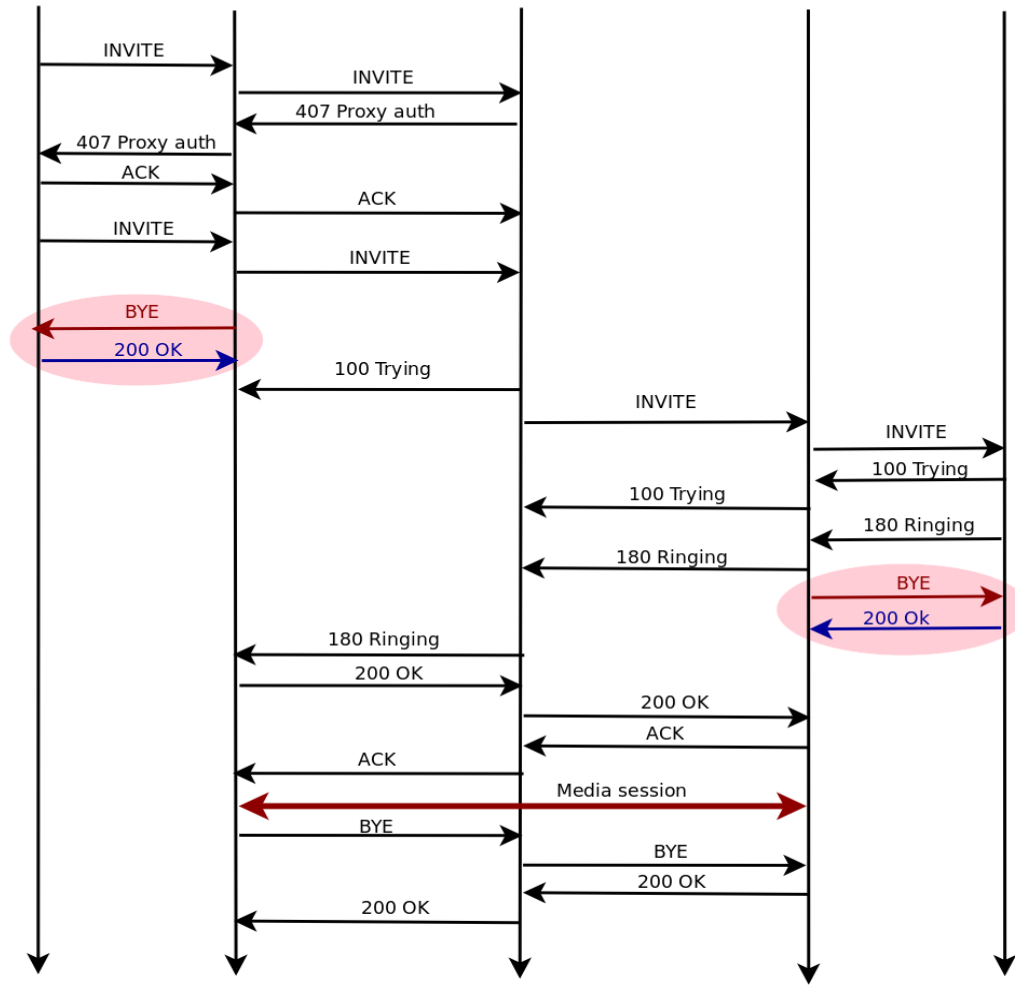 INVITE
INVITE
407 Proxy auth
407 Proxy auth
ACK
ACK
INVITE
INVITE
BYE
200 OK
100 Trying
INVITE
INVITE
100 Trying
100 Trying
180 Ringing
180 Ringing
BYE
200 Ok
180 Ringing
200 OK
200 OK
ACK
ACK
Media session
BYE
BYE
200 OK
200 OK